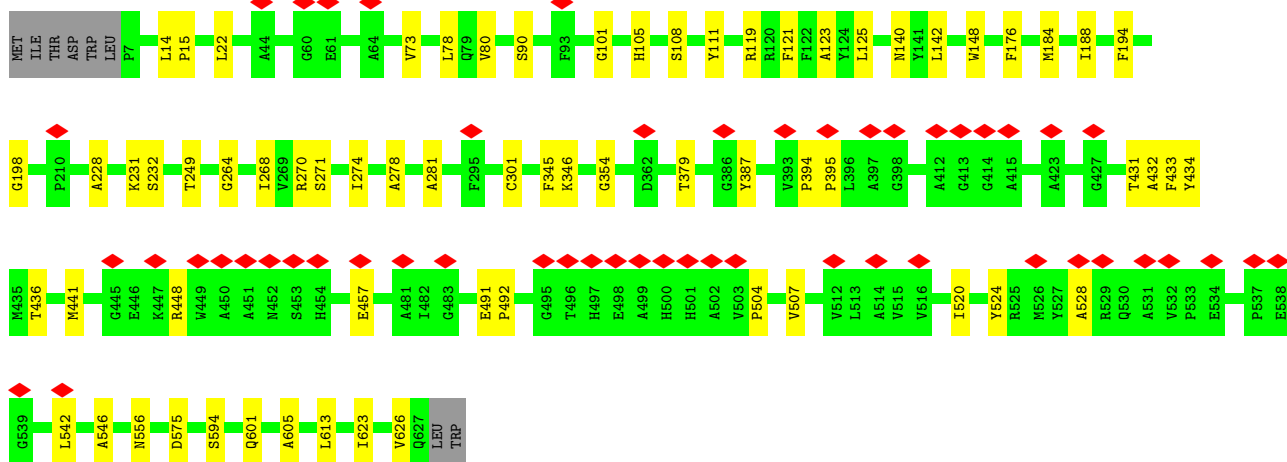 MET ILE THR ASP TRP LEU P7 L14 P15 L22 A44 G60 E61 A64 V73 L78 Q79 V80 S90 F93 G101 H105 S108 Y111 R119 R120 F121 F122 A123 Y124 L125 N140 Y141 L142 W148 F176 M184 I188 F194
G198 P210 A228 K231 S232 T249 G264 I268 V269 R270 S271 I274 A278 A281 F295 C301 F345 K346 G354 D362 T379 G386 Y387 V393 P394 P395 L396 A397 G398 A412 G413 G414 A415 A423 G427 T431 A432 F433 Y434
M435 T436 M441 G445 E446 K447 R448 W449 A450 A451 N452 S453 H454 E457 A481 I482 G483 E491 P492 G495 T496 H497 E498 A499 H500 H501 A502 V503 P504 V507 V512 L513 A514 V515 V516 I520 Y524 R525 M526 Y527 A528 R529 Q530 A531 V532 P533 E534 P537 E538
G539 L542 A546 N556 D575 S594 Q601 A605 L613 I623 V626 Q627 LEU TRP